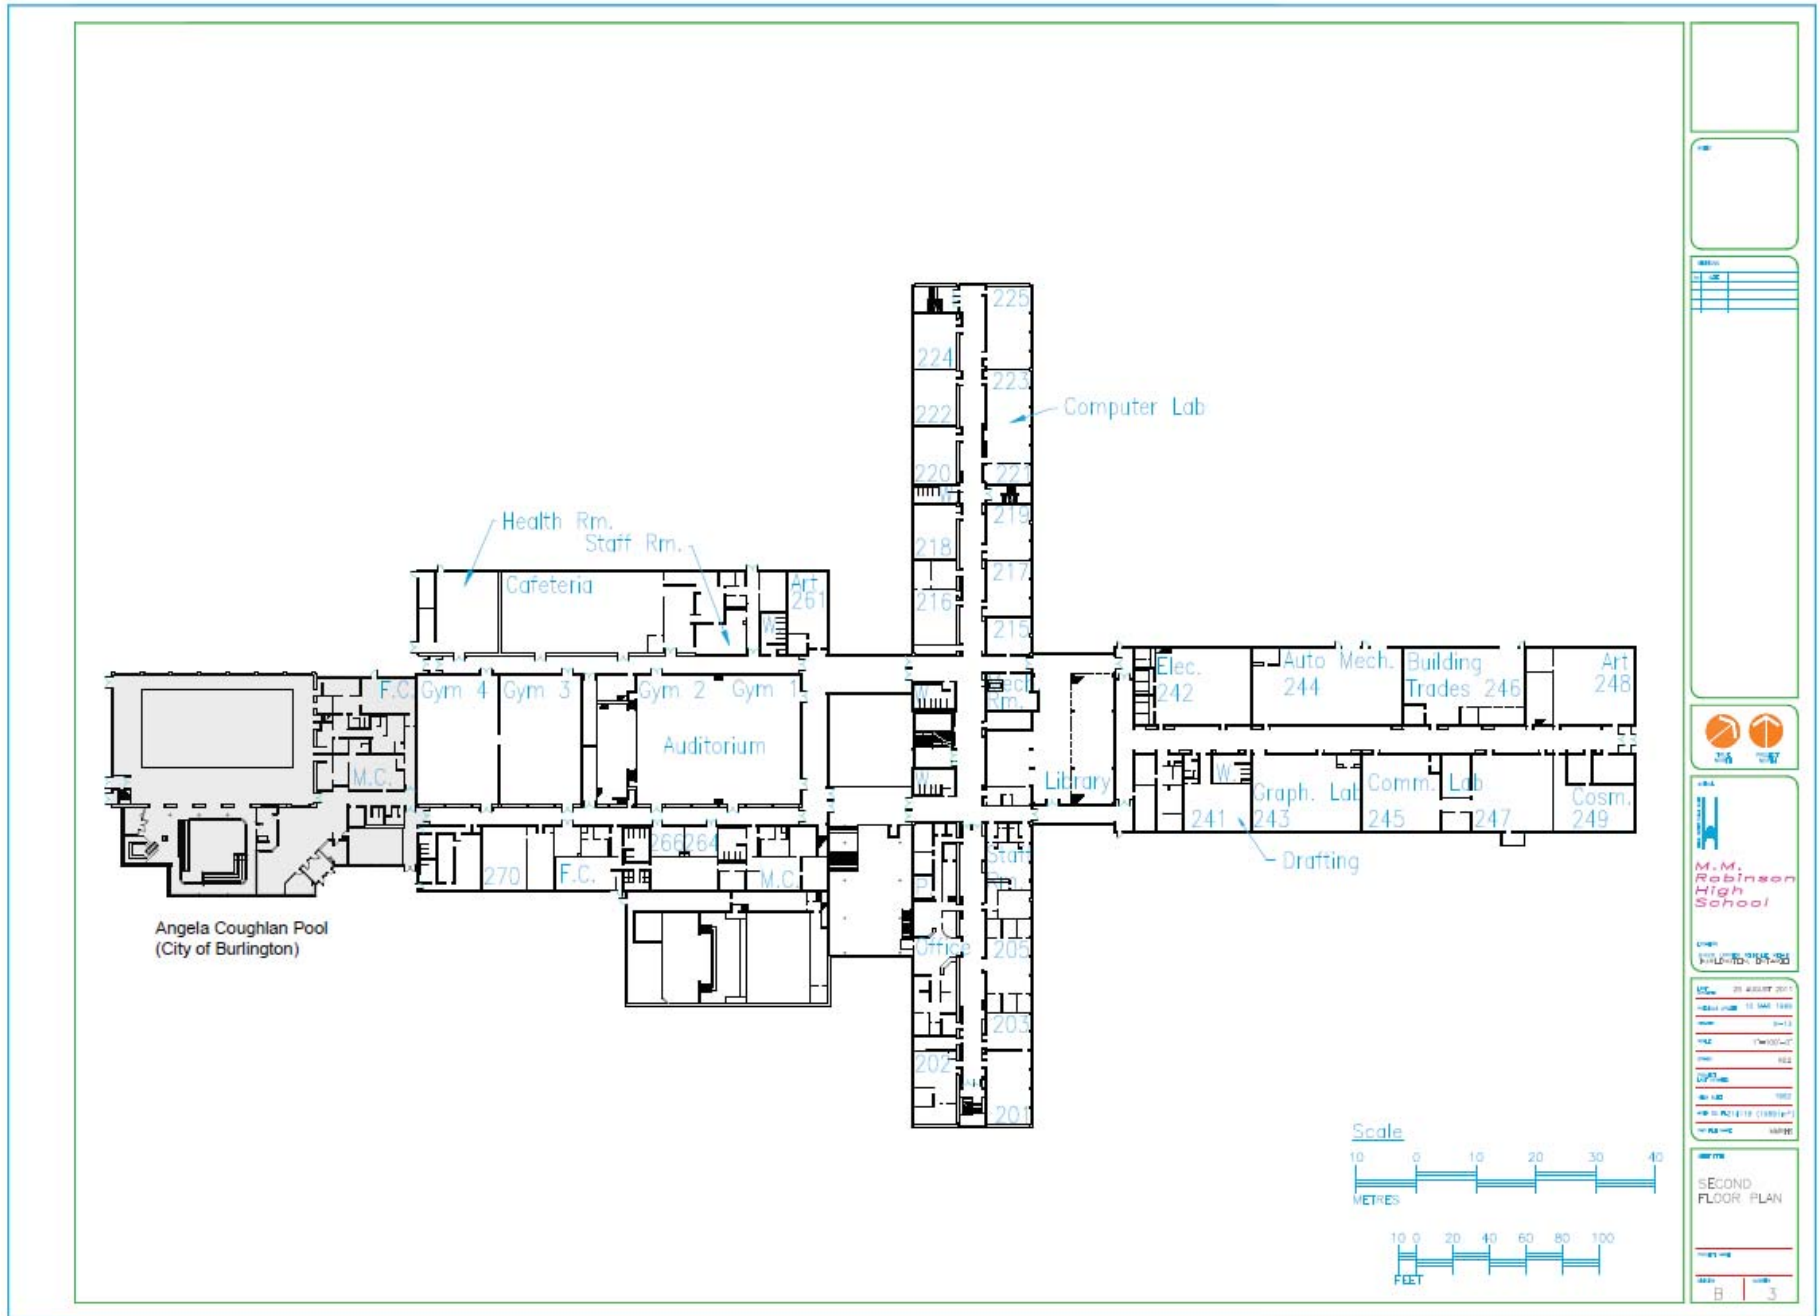 225
224
223
Computer Lab
222
220
221
W
219
218
217
216
215
Health Rm.
Staff Rm.
Cafeteria
Art
261
W
F.C.
Gym 4
Gym 3
Gym 2
Gym 1
Auditorium
M.C.
W
W
Rm.
Library
Elec.
242
Auto Mech.
244
Building
Trades 246
Art
248
W.
241
Graph. Lab
243
Comm. Lab
245
247
Cosm.
249
Drafting
266
264
270
F.C.
M.C.
Staff
Rm.
P
Office
205
203
202
201
Angela Coughlan Pool
(City of Burlington)
Scale
10 0 10 20 30 40
METRES
10 0 20 40 60 80 100
FEET
M.M.
Robinson
High
School
SECOND
FLOOR PLAN
B 3